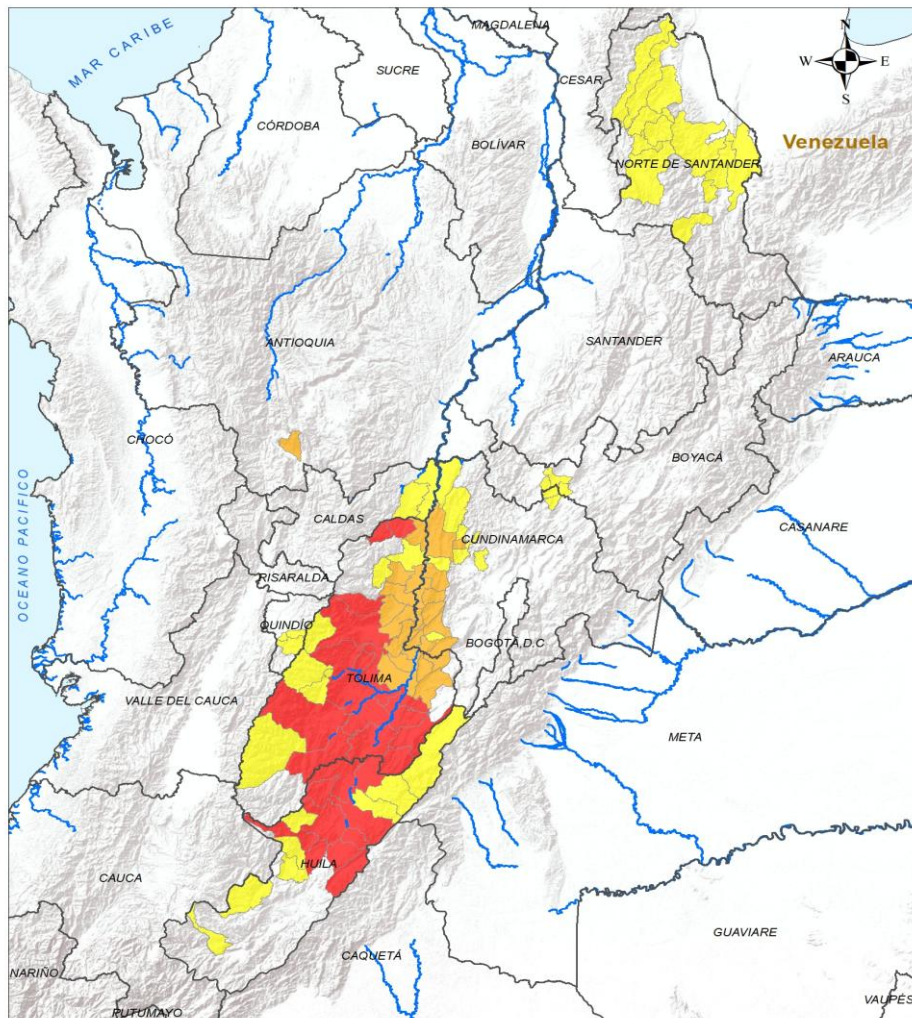 MAGDALENA
N
MAR CARIBE
W
E
SUCRE
CESAR
S
CÓRDOBA
BOLÍVAR
Venezuela
NORTE DE SANTANDER
ANTIOQUIA
SANTANDER
ARAUCA
CHOCÓ
BOYACÁ
OCEANO PACIFICO
CALDAS
CUNDINAMARCA
CASANARE
RISARALDA
QUINDÍO
BOGOTÁ,D.C
TOLIMA
VALLE DEL CAUCA
META
HUILA
CAUCA
GUAVIARE
CAQUETÁ
NARIÑO
VAUPÉS
PUTUMAYO